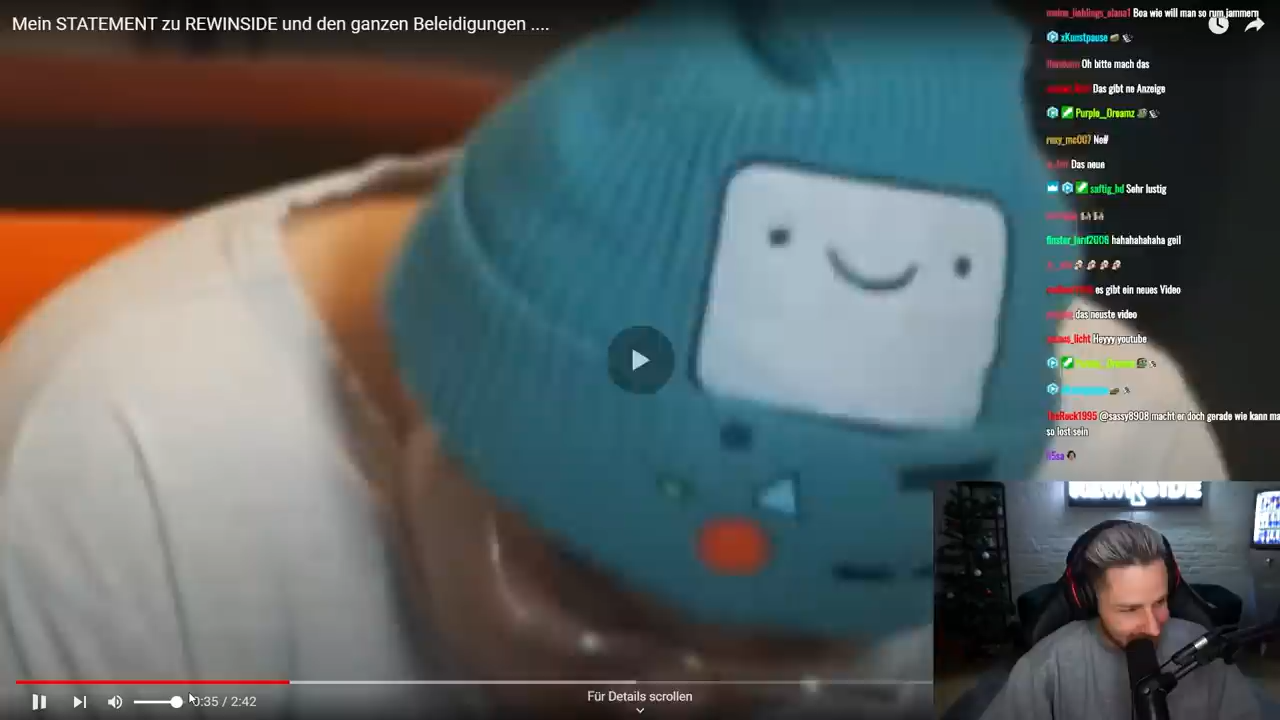 Mein STATEMENT zu REWINSIDE und den ganzen Beleidigungen ....
Boa wie will man so rum jammern
xKunstpause
Oh bitte mach das
Das gibt ne Anzeige
Purple_Dreamz
roxy_mc007 Ne#
Das neue
saftig_hd Sehr lustig
finster_lord2006 hahahahahaha geil
es gibt ein neues Video
das neuste video
Heyyy youtube
TheRock1995 @sassy8908 macht er doch gerade wie kann ma
so lost sein
REWINSIDE
0:35 / 2:42
Für Details scrollen